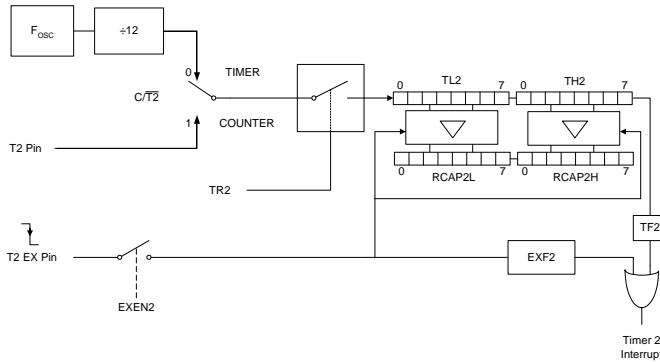 FOSC
÷12
0
TIMER
C/T2
1
COUNTER
T2 Pin
TR2
0
TL2
7
0
TH2
7
0
RCAP2L
7
0
RCAP2H
7
TF2
T2 EX Pin
EXEN2
EXF2
Timer 2
Interrupt